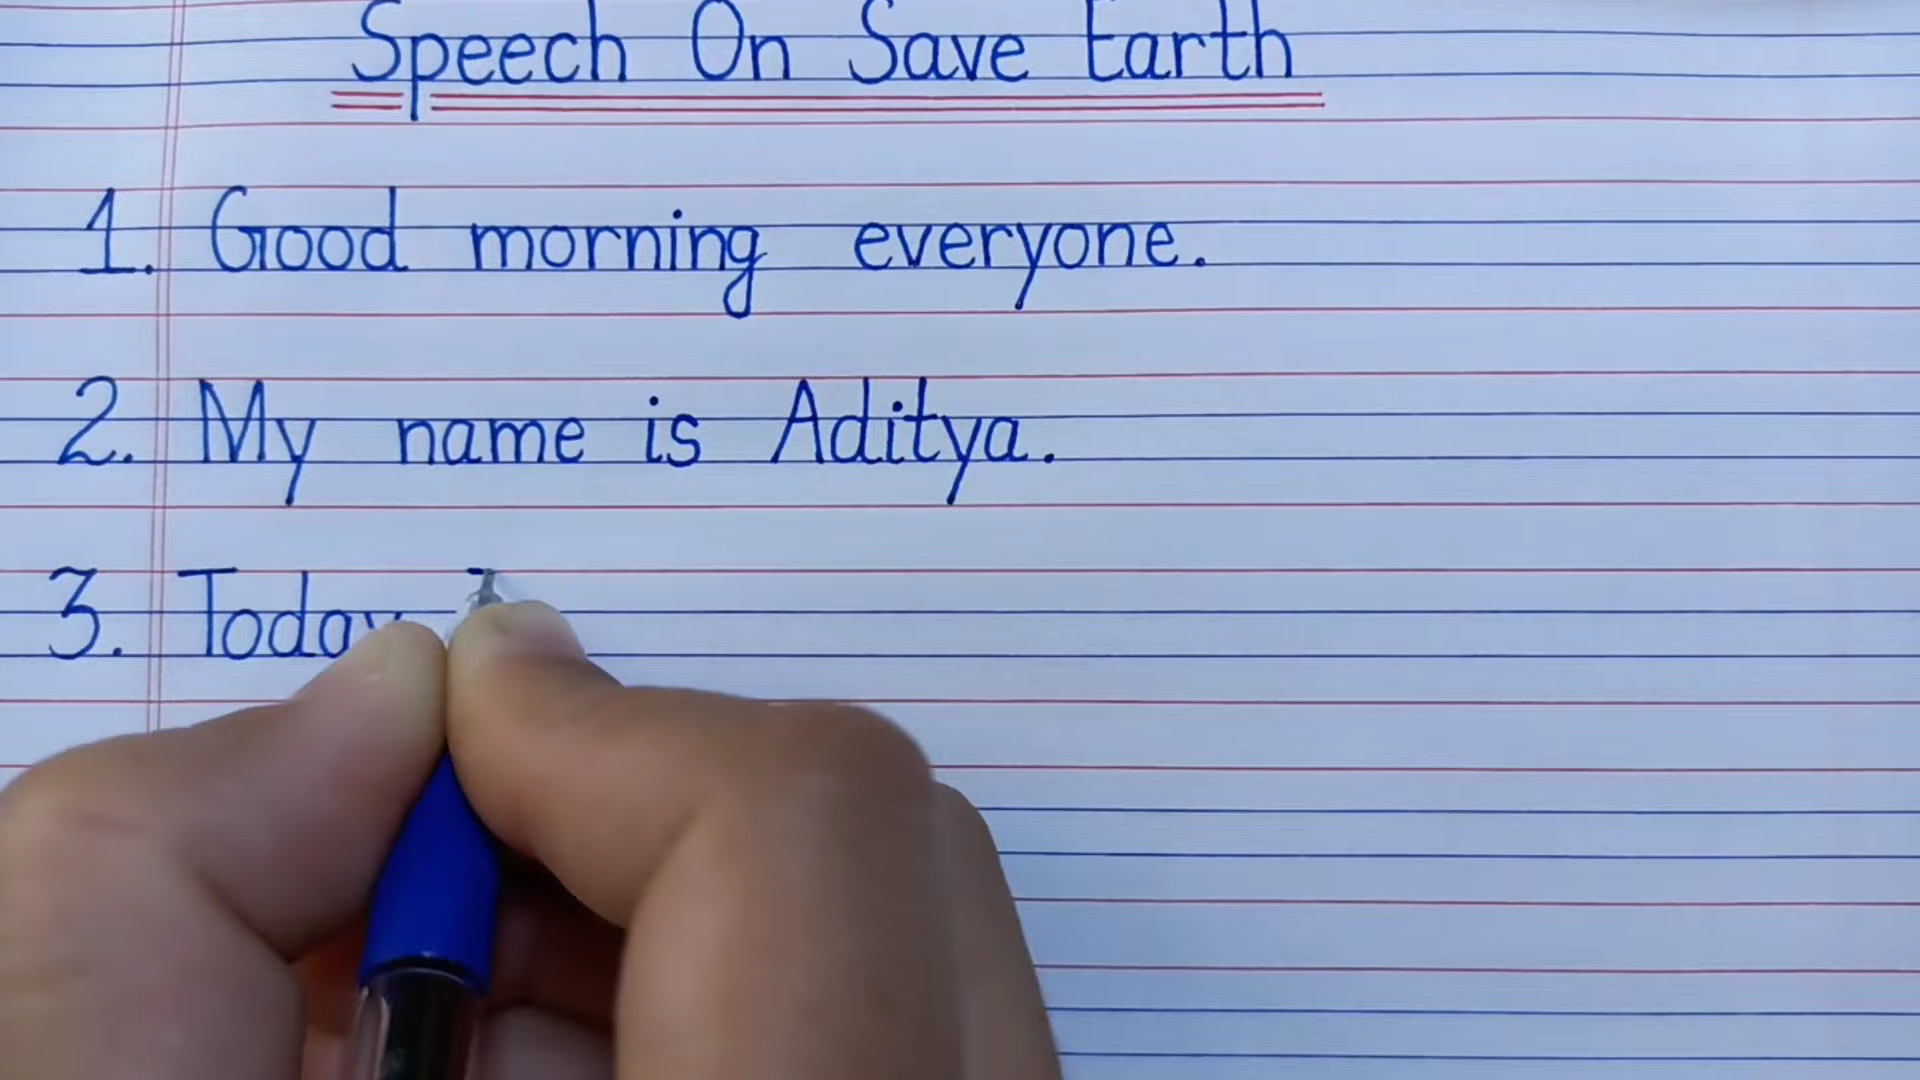 Speech On Save Earth
1. Good morning everyone.
2. My name is Aditya.
3. Today